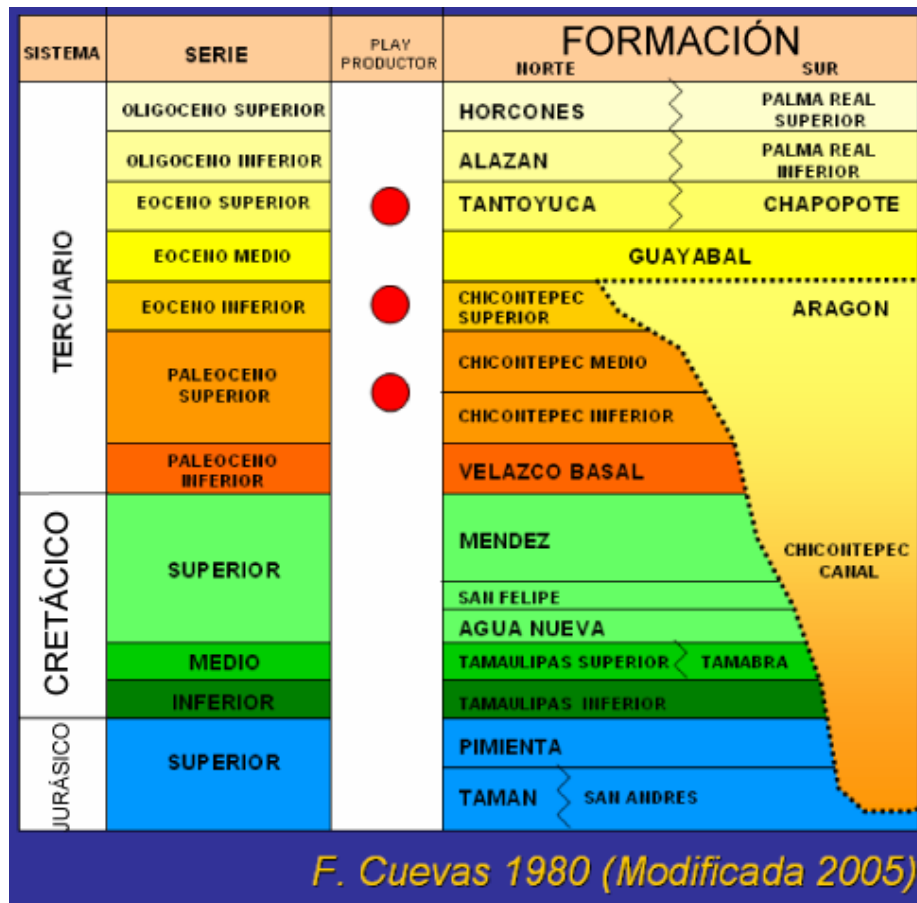 SISTEMA
SERIE
PLAY
PRODUCTOR
FORMACIÓN
NORTE
SUR
TERCIARIO
OLIGOCENO SUPERIOR
HORCONES
PALMA REAL
SUPERIOR
OLIGOCENO INFERIOR
ALAZAN
PALMA REAL
INFERIOR
EOCENO SUPERIOR
TANTOYUCA
CHAPOPOTE
EOCENO MEDIO
GUAYABAL
EOCENO INFERIOR
CHICONTEPEC
SUPERIOR
ARAGON
PALEOCENO
SUPERIOR
CHICONTEPEC MEDIO
CHICONTEPEC INFERIOR
PALEOCENO
INFERIOR
VELAZCO BASAL
CRETÁCICO
SUPERIOR
MENDEZ
CHICONTEPEC
CANAL
SAN FELIPE
AGUA NUEVA
MEDIO
TAMAULIPAS SUPERIOR
TAMABRA
INFERIOR
TAMAULIPAS INFERIOR
JURÁSICO
SUPERIOR
PIMIENTA
TAMAN
SAN ANDRES
F. Cuevas 1980 (Modificada 2005)